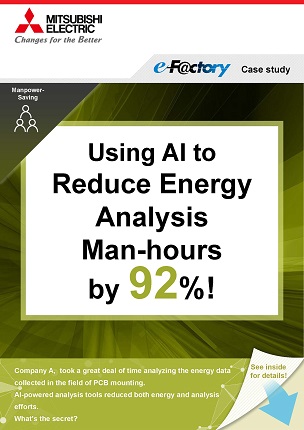 MITSUBISHI
ELECTRIC
Changes for the Better
e-F@ctory Case study
Manpower-
Saving
Using AI to
Reduce Energy
Analysis
Man-hours
by 92%!
Company A, took a great deal of time analyzing the energy data
collected in the field of PCB mounting.
AI-powered analysis tools reduced both energy and analysis
efforts.
What's the secret?
See inside
for details!